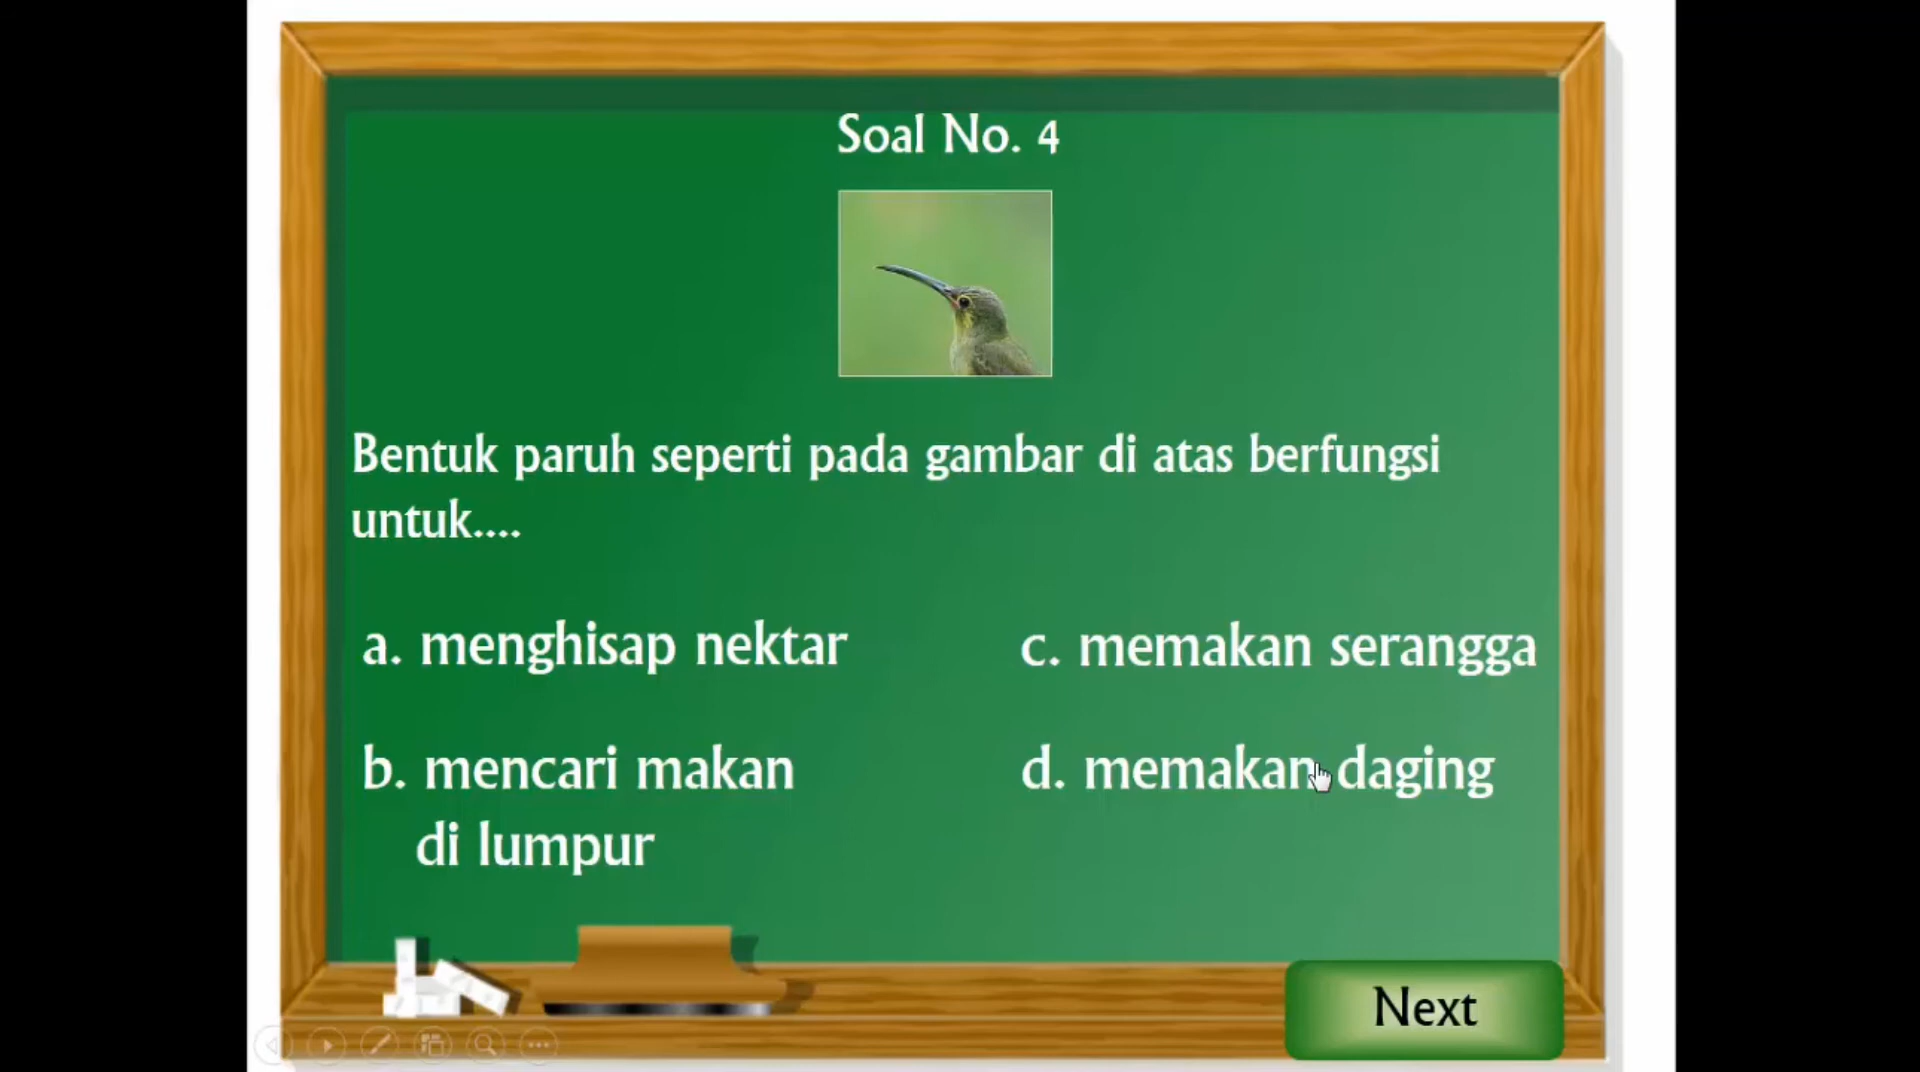 Soal No. 4
Bentuk paruh seperti pada gambar di atas berfungsi
untuk....
a. menghisap nektar
c. memakan serangga
b. mencari makan
di lumpur
d. memakan daging
Next